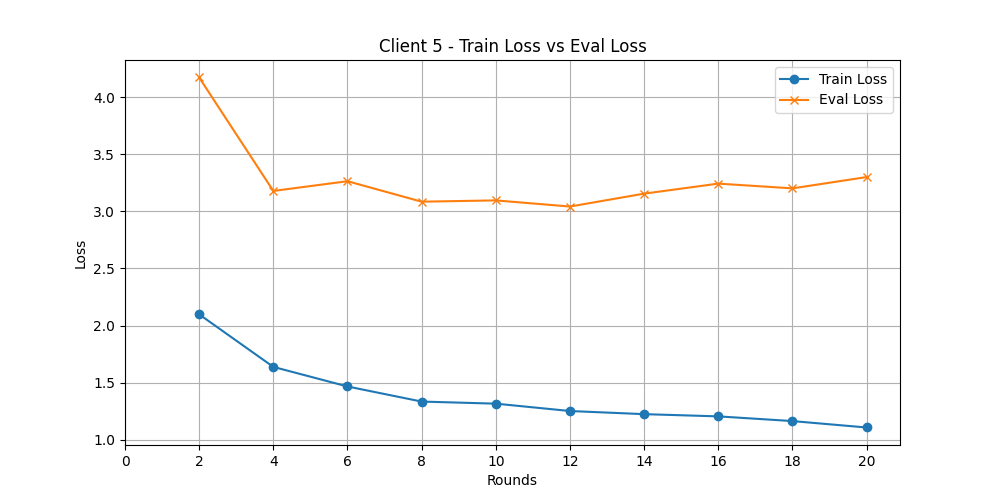 Client 5 - Train Loss vs Eval Loss
Train Loss
Eval Loss
Loss
4.0
3.5
3.0
2.5
2.0
1.5
1.0
0 2 4 6 8 10 12 14 16 18 20
Rounds